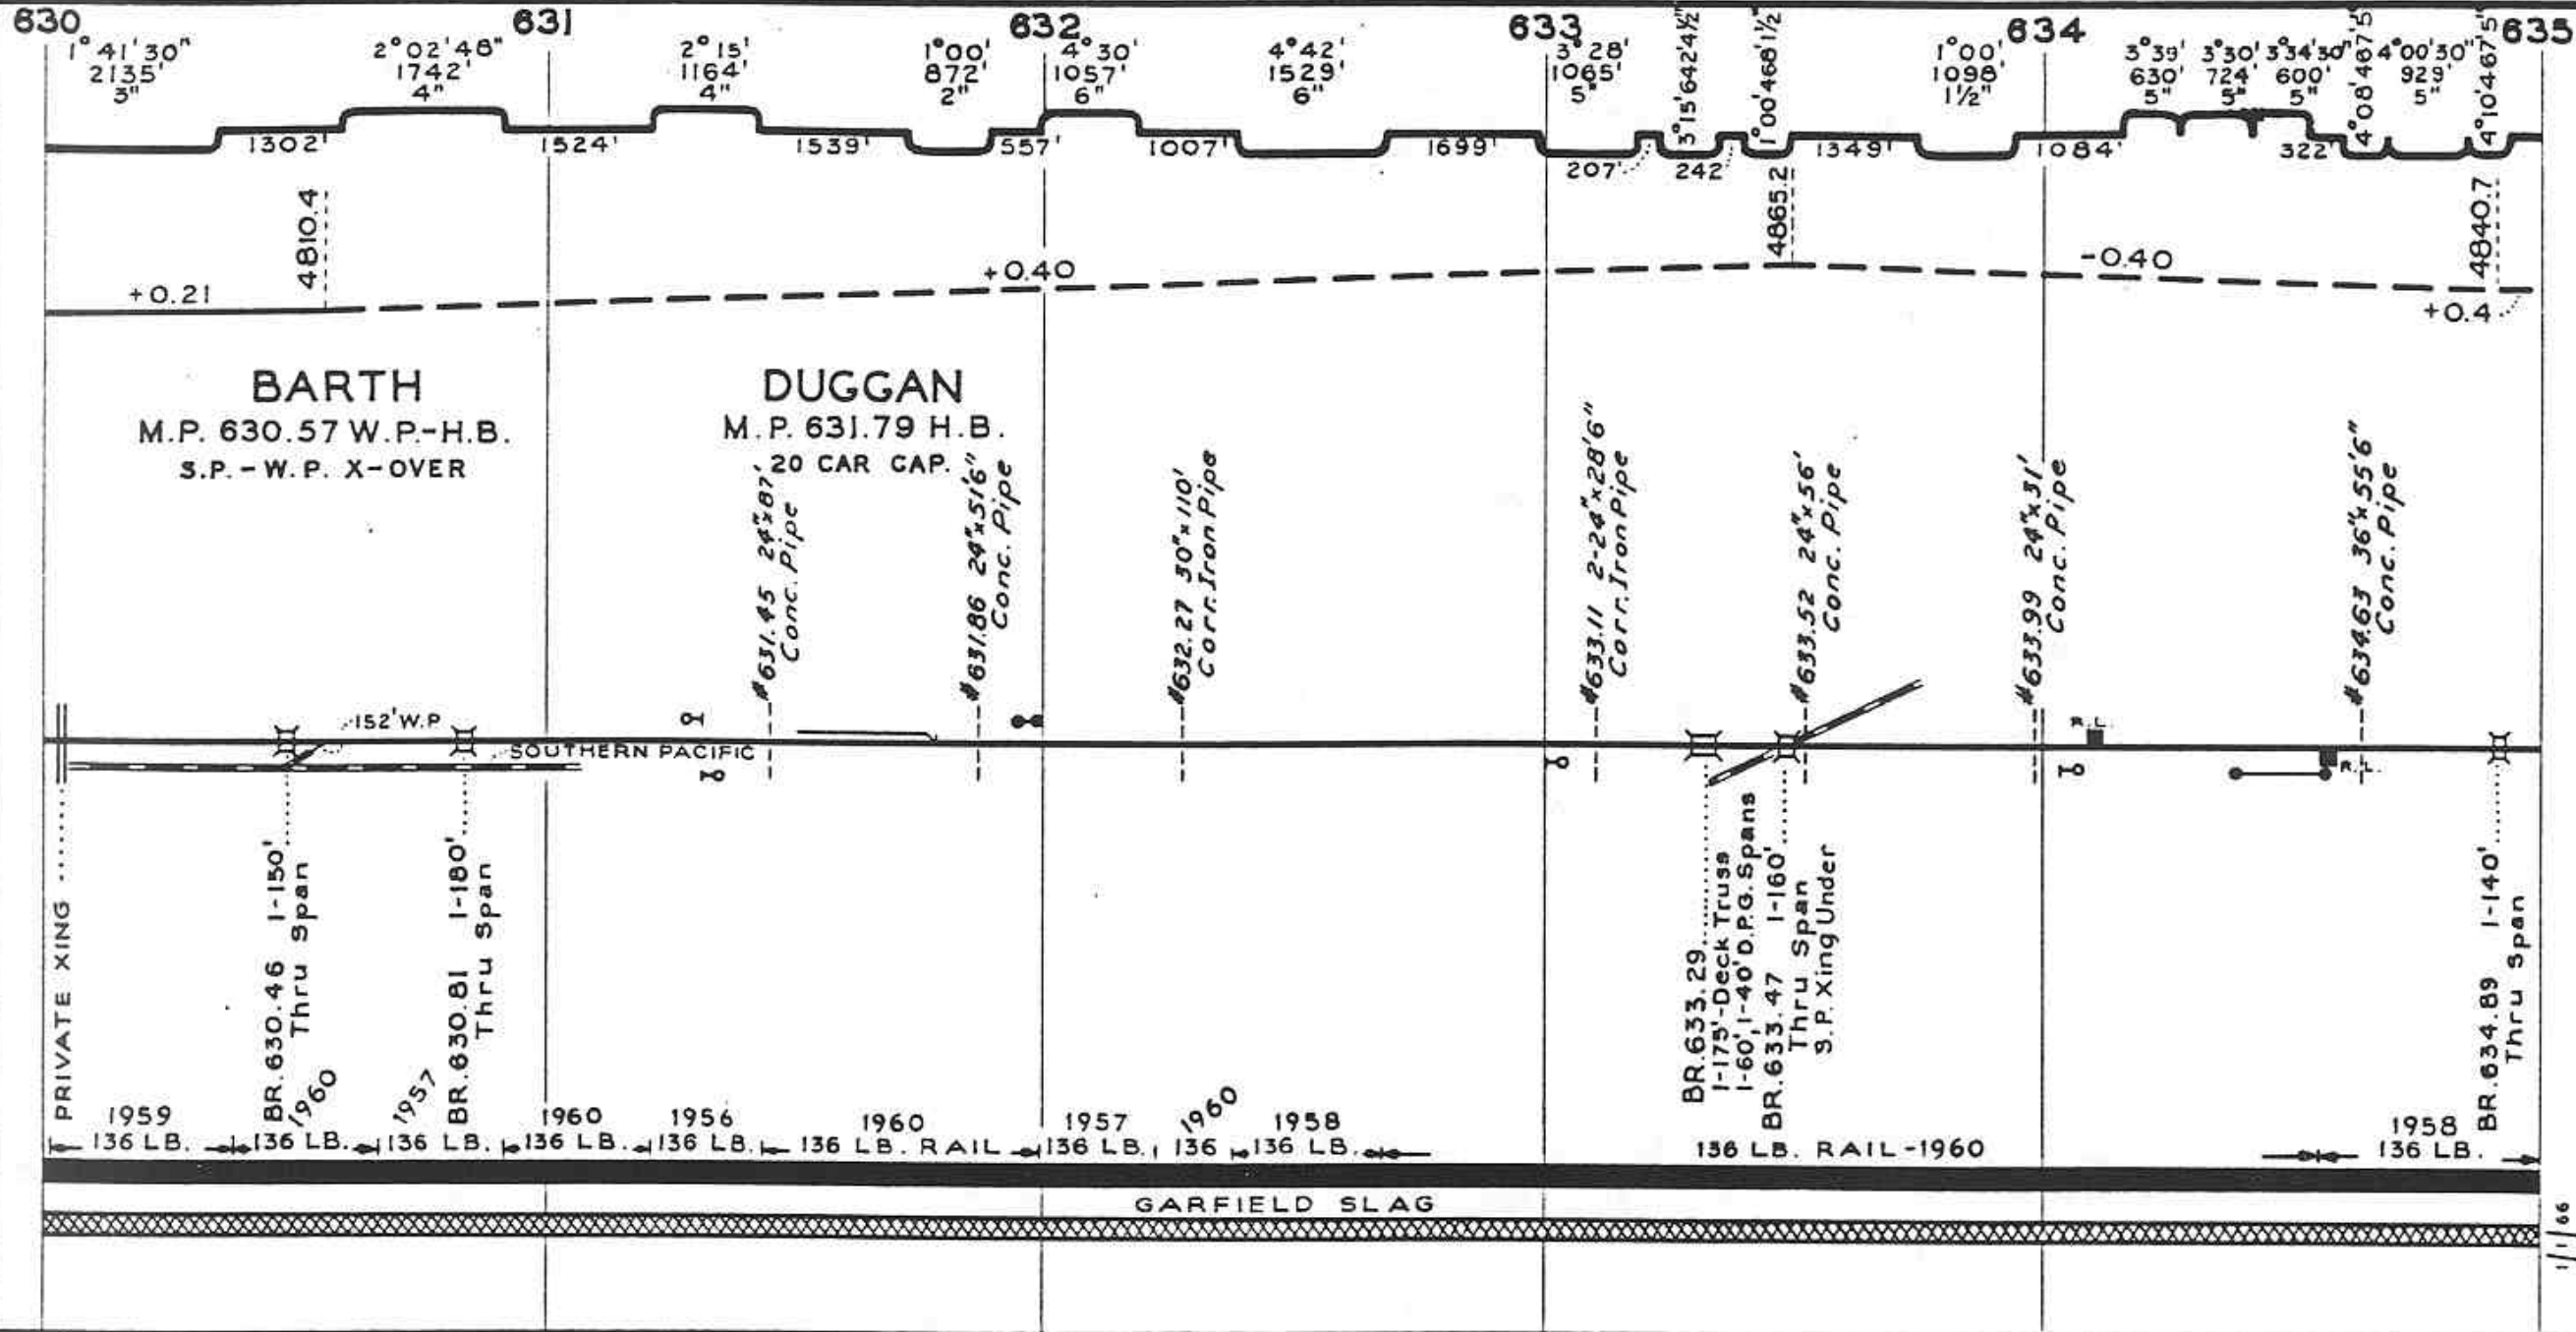 630 631 632 633 634 635
1°41'30"
2135'
3"
2°02'48"
1742'
4"
2°15'
1164'
4"
1°00'
872'
2"
4°30'
1057'
6"
4°42'
1529'
6"
3°28'
1065'
5"
3°15'642'4½"
1°00'468'1½"
1°00'
1098'
1½"
3°39'
630'
5"
3°30'
724'
5"
3°34'30"
600'
5"
4°08'467'5"
4°00'30"
929'
5"
4°10'467'5"
1302'
1524'
1539'
557'
1007'
1699'
207'
242'
1349'
1084'
322'
4810.4
4865.2
4840.7
+0.21
+0.40
-0.40
+0.4
BARTH
M.P. 630.57 W.P.-H.B.
S.P.-W.P. X-OVER
DUGGAN
M.P. 631.79 H.B.
20 CAR CAP.
#631.45 24"x87'
Conc. Pipe
#631.86 24"x51'6"
Conc. Pipe
#632.27 30"x110'
Corr. Iron Pipe
#633.11 2-24"x28'6"
Corr. Iron Pipe
#633.52 24"x56'
Conc. Pipe
#633.99 24"x31'
Conc. Pipe
#634.63 36"x55'6"
Conc. Pipe
152' W.P.
SOUTHERN PACIFIC
R.L.
R.L.
PRIVATE XING
BR.630.46 1-150'
Thru Span
BR.630.81 1-180'
Thru Span
BR.633.29
1-175'-Deck Truss
1-60', 1-40' D.P.G. Spans
BR.633.47 1-160'
Thru Span
S.P. Xing Under
BR.634.89 1-140'
Thru Span
1959
136 LB.
1960
136 LB.
1957
136 LB.
1960
136 LB.
1956
136 LB.
1960
136 LB. RAIL
1957
136 LB.
1960
136
1958
136 LB.
136 LB. RAIL-1960
1958
136 LB.
GARFIELD SLAG
1/1/66